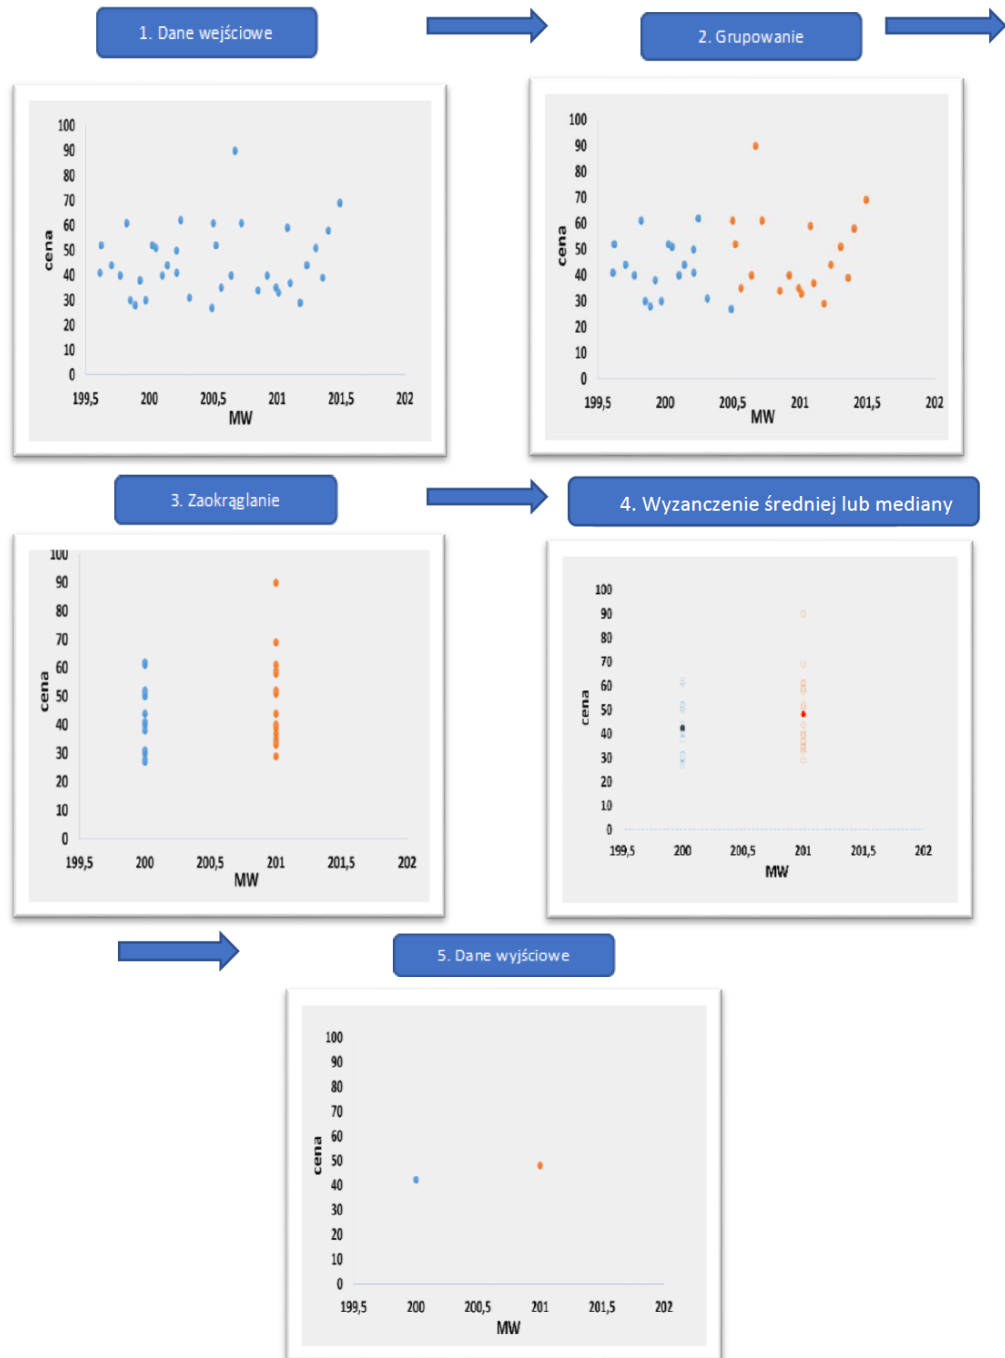 1. Dane wejściowe
2. Grupowanie
100
90
80
70
60
50
40
30
20
10
0
cena
199,5 200 200,5 201 201,5 202
MW
100
90
80
70
60
50
40
30
20
10
0
cena
199,5 200 200,5 201 201,5 202
MW
3. Zaokrąglanie
4. Wyzanczenie średniej lub mediany
100
90
80
70
60
50
40
30
20
10
0
cena
199,5 200 200,5 201 201,5 202
MW
100
90
80
70
60
50
40
30
20
10
0
cena
199,5 200 200,5 201 201,5 202
MW
5. Dane wyjściowe
100
90
80
70
60
50
40
30
20
10
0
cena
199,5 200 200,5 201 201,5 202
MW